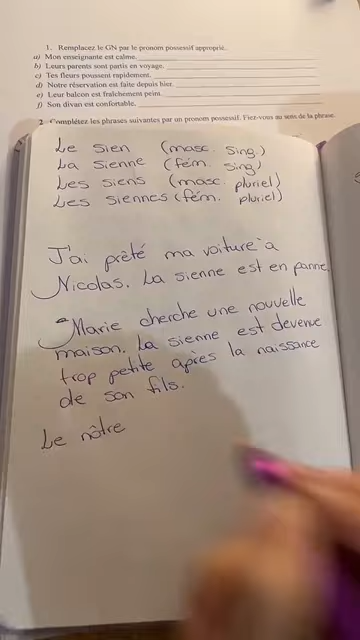 1. Remplacez le GN par le pronom possessif approprié.
a) Mon enseignante est calme.
b) Leurs parents sont partis en voyage.
c) Tes fleurs poussent rapidement.
d) Notre réservation est faite depuis hier.
e) Leur balcon est fraîchement peint.
f) Son divan est confortable.
2. Complétez les phrases suivantes par un pronom possessif. Fiez-vous au sens de la phrase.
Le sien (masc. sing.)
La sienne (fém. sing.)
Les siens (masc. pluriel)
Les siennes (fém. pluriel)
J'ai prêté ma voiture à
Nicolas. La sienne est en panne.
Marie cherche une nouvelle
maison. La sienne est devenue
trop petite après la naissance
de son fils.
Le nôtre